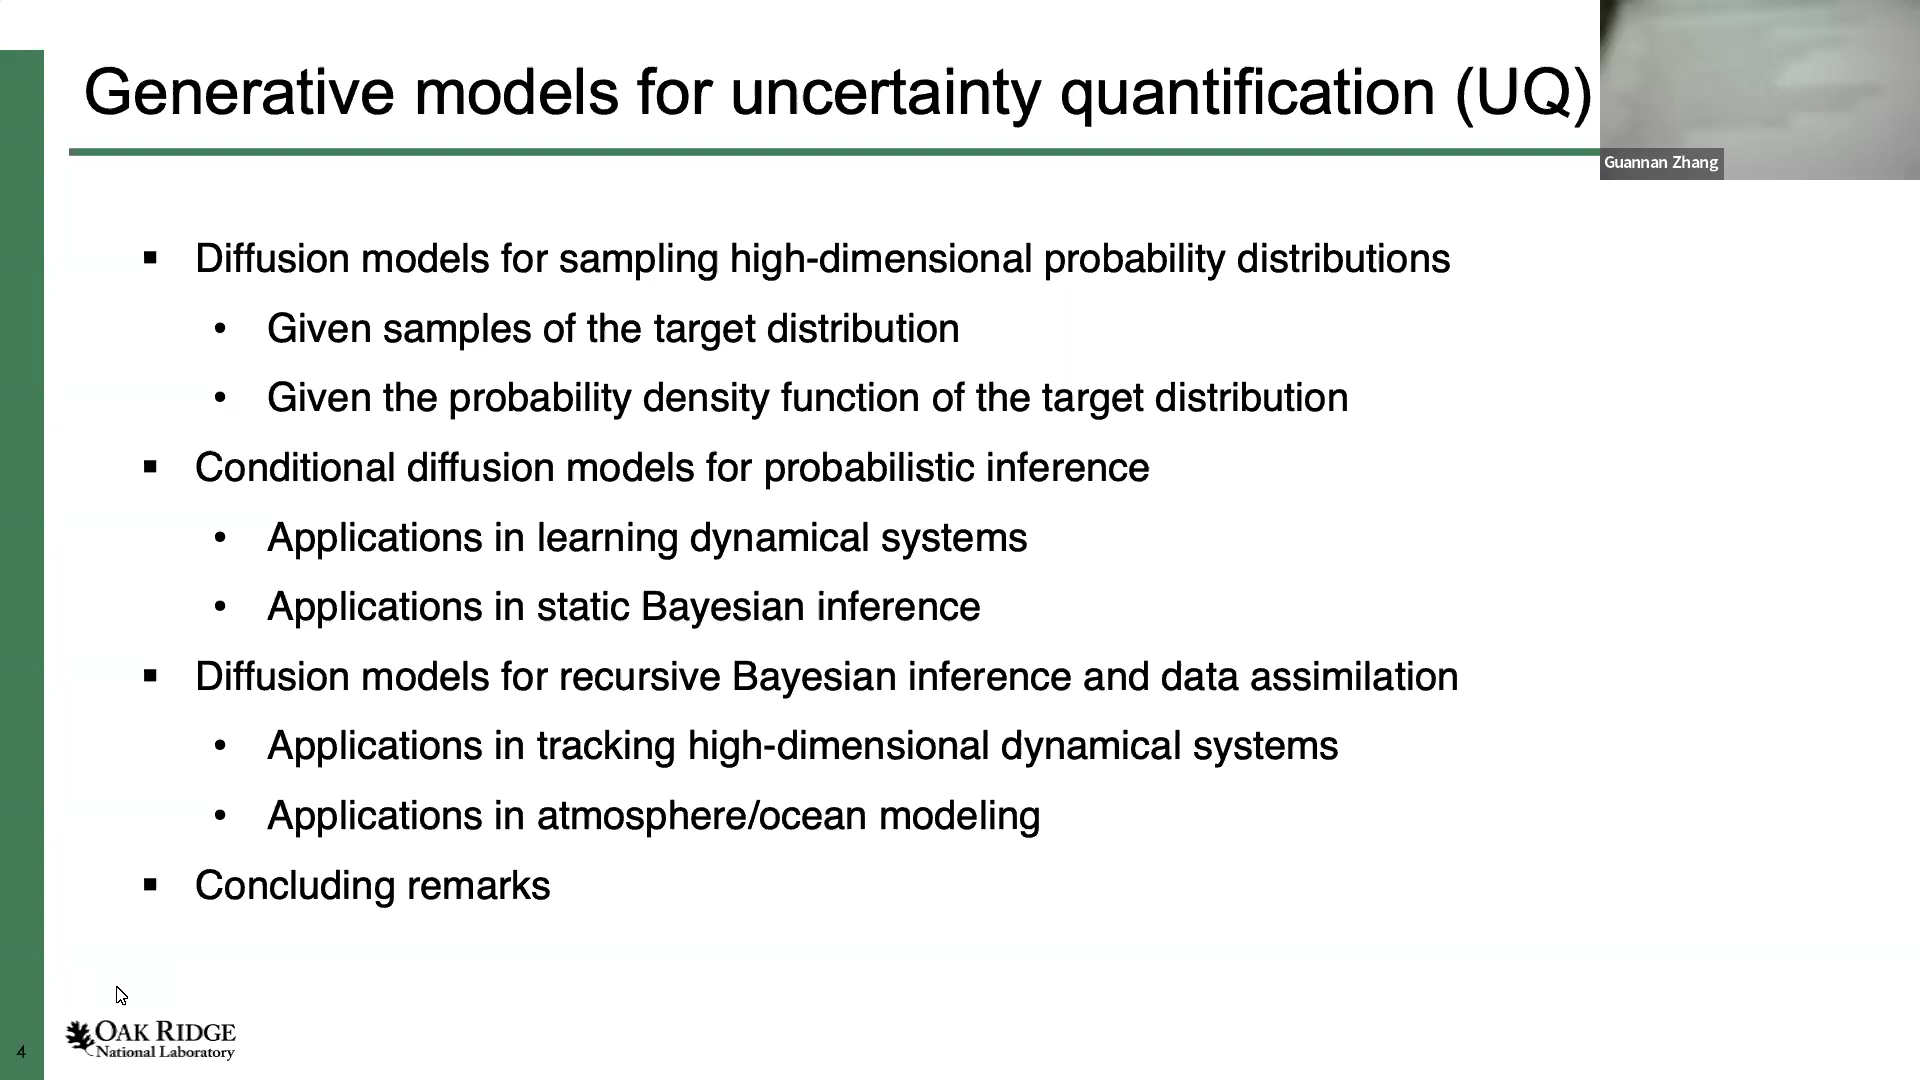 Generative models for uncertainty quantification (UQ)
Guannan Zhang
▪ Diffusion models for sampling high-dimensional probability distributions
• Given samples of the target distribution
• Given the probability density function of the target distribution
▪ Conditional diffusion models for probabilistic inference
• Applications in learning dynamical systems
• Applications in static Bayesian inference
▪ Diffusion models for recursive Bayesian inference and data assimilation
• Applications in tracking high-dimensional dynamical systems
• Applications in atmosphere/ocean modeling
▪ Concluding remarks
4
OAK RIDGE
National Laboratory